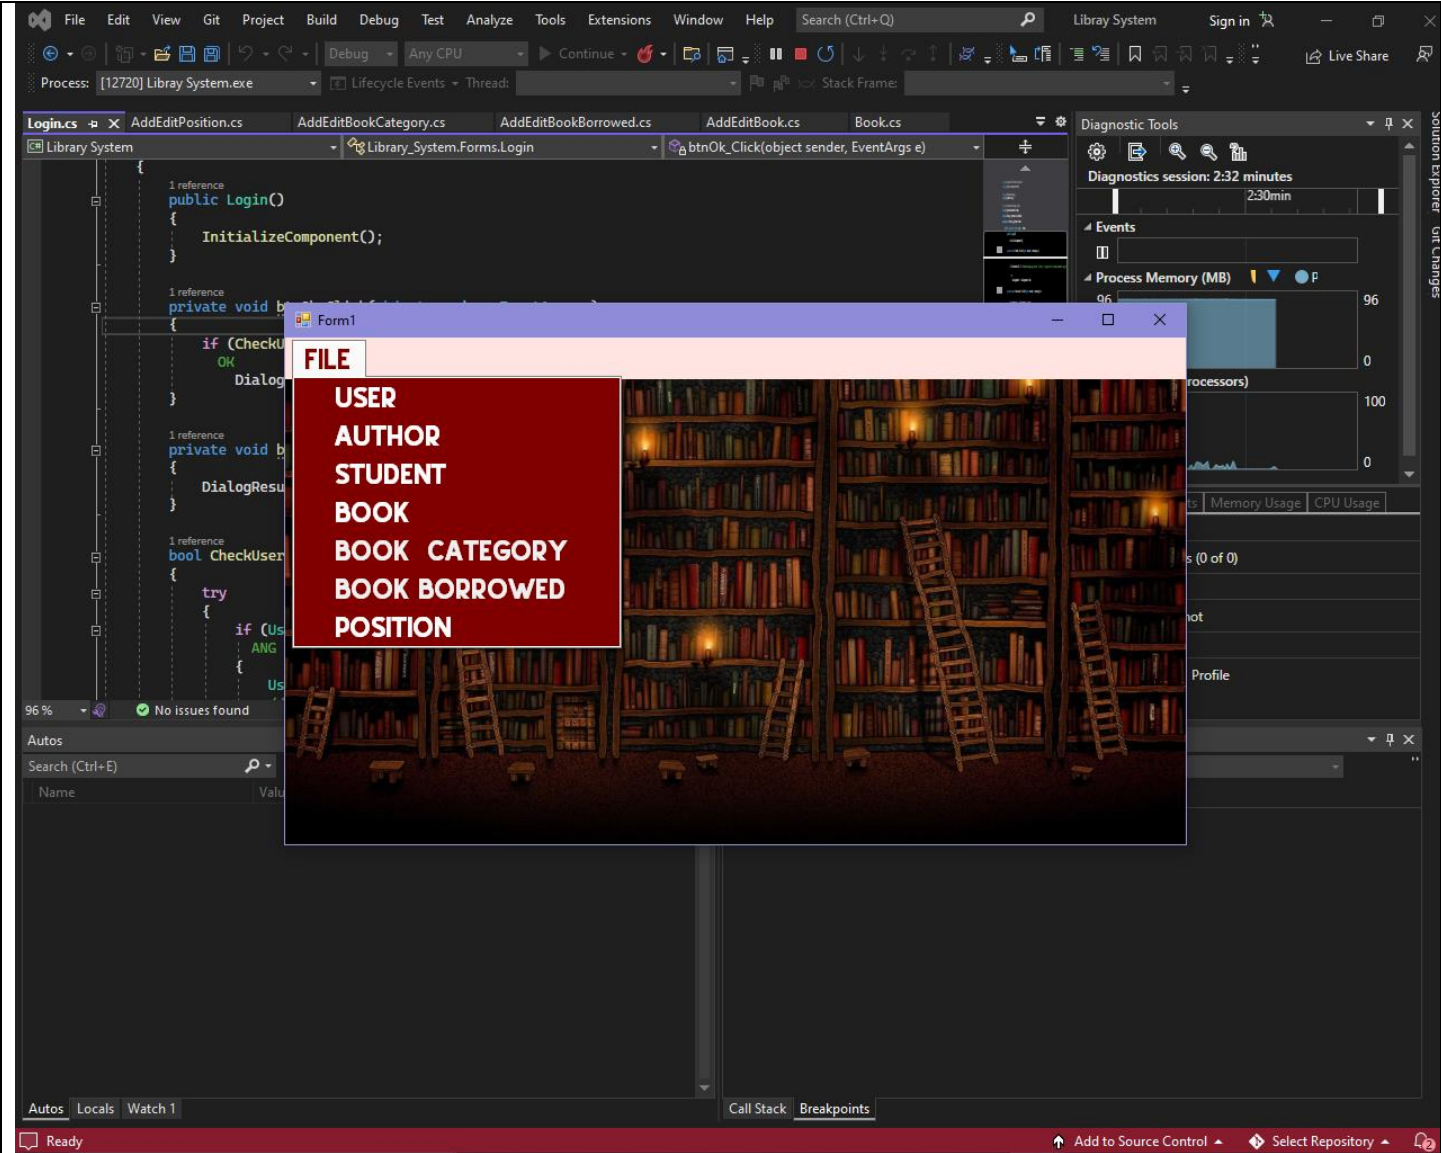 File Edit View Git Project Build Debug Test Analyze Tools Extensions Window Help Search (Ctrl+Q) Libray System Sign in
Debug Any CPU Continue Live Share
Process: [12720] Libray System.exe Lifecycle Events Thread: Stack Frame:
Login.cs AddEditPosition.cs AddEditBookCategory.cs AddEditBookBorrowed.cs AddEditBook.cs Book.cs
Library System Library_System.Forms.Login btnOk_Click(object sender, EventArgs e)
{
1 reference
public Login()
{
InitializeComponent();
}
1 reference
private void b
{
if (CheckU
OK
Dialog
}
1 reference
private void b
{
DialogResu
}
1 reference
bool CheckUser
{
try
{
if (Us
ANG
{
Us
96 % No issues found
Form1
FILE
USER
AUTHOR
STUDENT
BOOK
BOOK CATEGORY
BOOK BORROWED
POSITION
Diagnostic Tools
Diagnostics session: 2:32 minutes
2:30min
Events
Process Memory (MB) P
96 96
0
rocessors)
100
0
ts Memory Usage CPU Usage
s (0 of 0)
ot
Profile
Solution Explorer
Git Changes
Autos
Search (Ctrl+E)
Name Valu
Autos Locals Watch 1
Call Stack Breakpoints
Ready Add to Source Control Select Repository 2